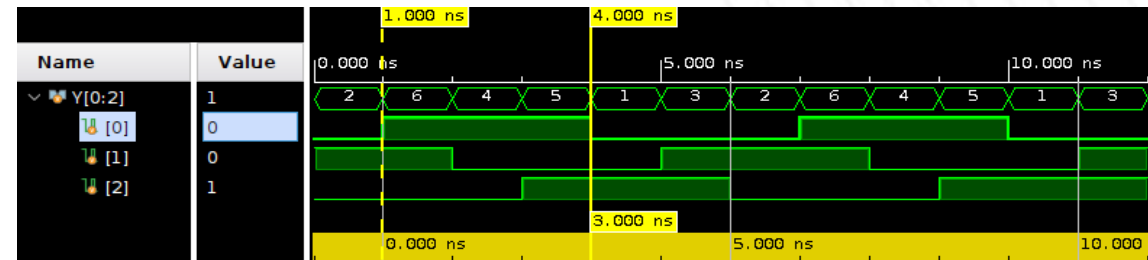 1.000 ns 4.000 ns
Name Value 0.000 ns 5.000 ns 10.000 ns
Y[0:2] 1 2 6 4 5 1 3 2 6 4 5 1 3
[0] 0
[1] 0
[2] 1
3.000 ns
0.000 ns 5.000 ns 10.000